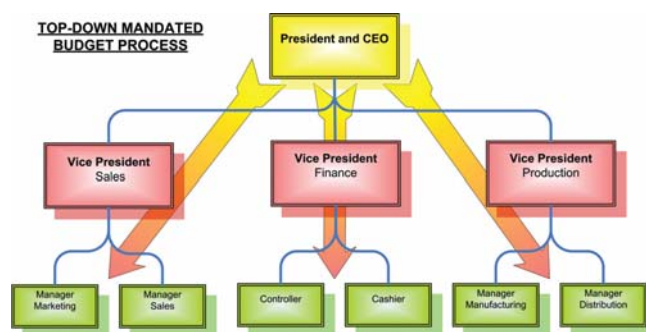 TOP-DOWN MANDATED
BUDGET PROCESS
President and CEO
Vice President
Sales
Vice President
Finance
Vice President
Production
Manager
Marketing
Manager
Sales
Controller
Cashier
Manager
Manufacturing
Manager
Distribution